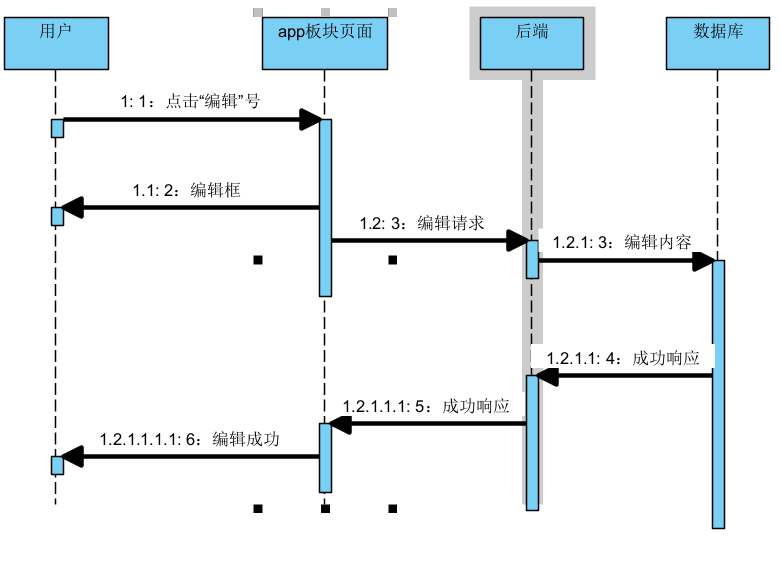 用户
app板块页面
后端
数据库
1: 1：点击“编辑”号
1.1: 2：编辑框
1.2: 3：编辑请求
1.2.1: 3：编辑内容
1.2.1.1: 4：成功响应
1.2.1.1.1: 5：成功响应
1.2.1.1.1.1: 6：编辑成功